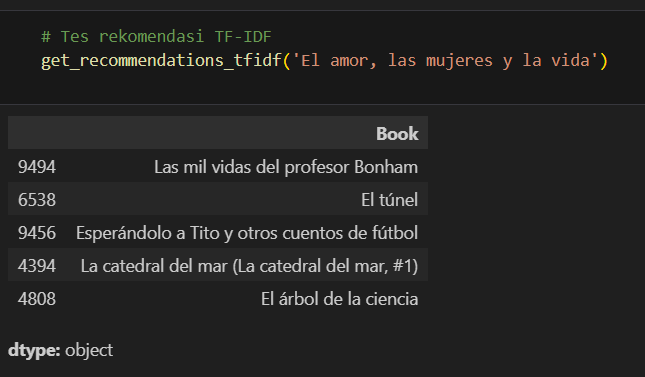 # Tes rekomendasi TF-IDF
get_recommendations_tfidf('El amor, las mujeres y la vida')
Book
9494 Las mil vidas del profesor Bonham
6538 El túnel
9456 Esperándolo a Tito y otros cuentos de fútbol
4394 La catedral del mar (La catedral del mar, #1)
4808 El árbol de la ciencia
dtype: object